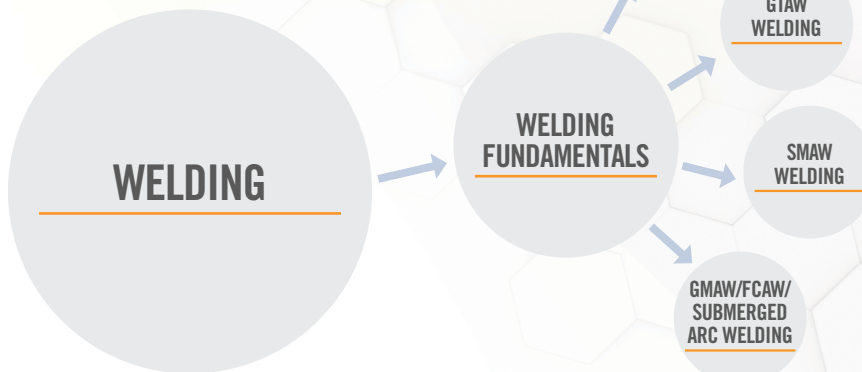 GTAW
WELDING
WELDING
FUNDAMENTALS
SMAW
WELDING
WELDING
GMAW/FCAW/
SUBMERGED
ARC WELDING